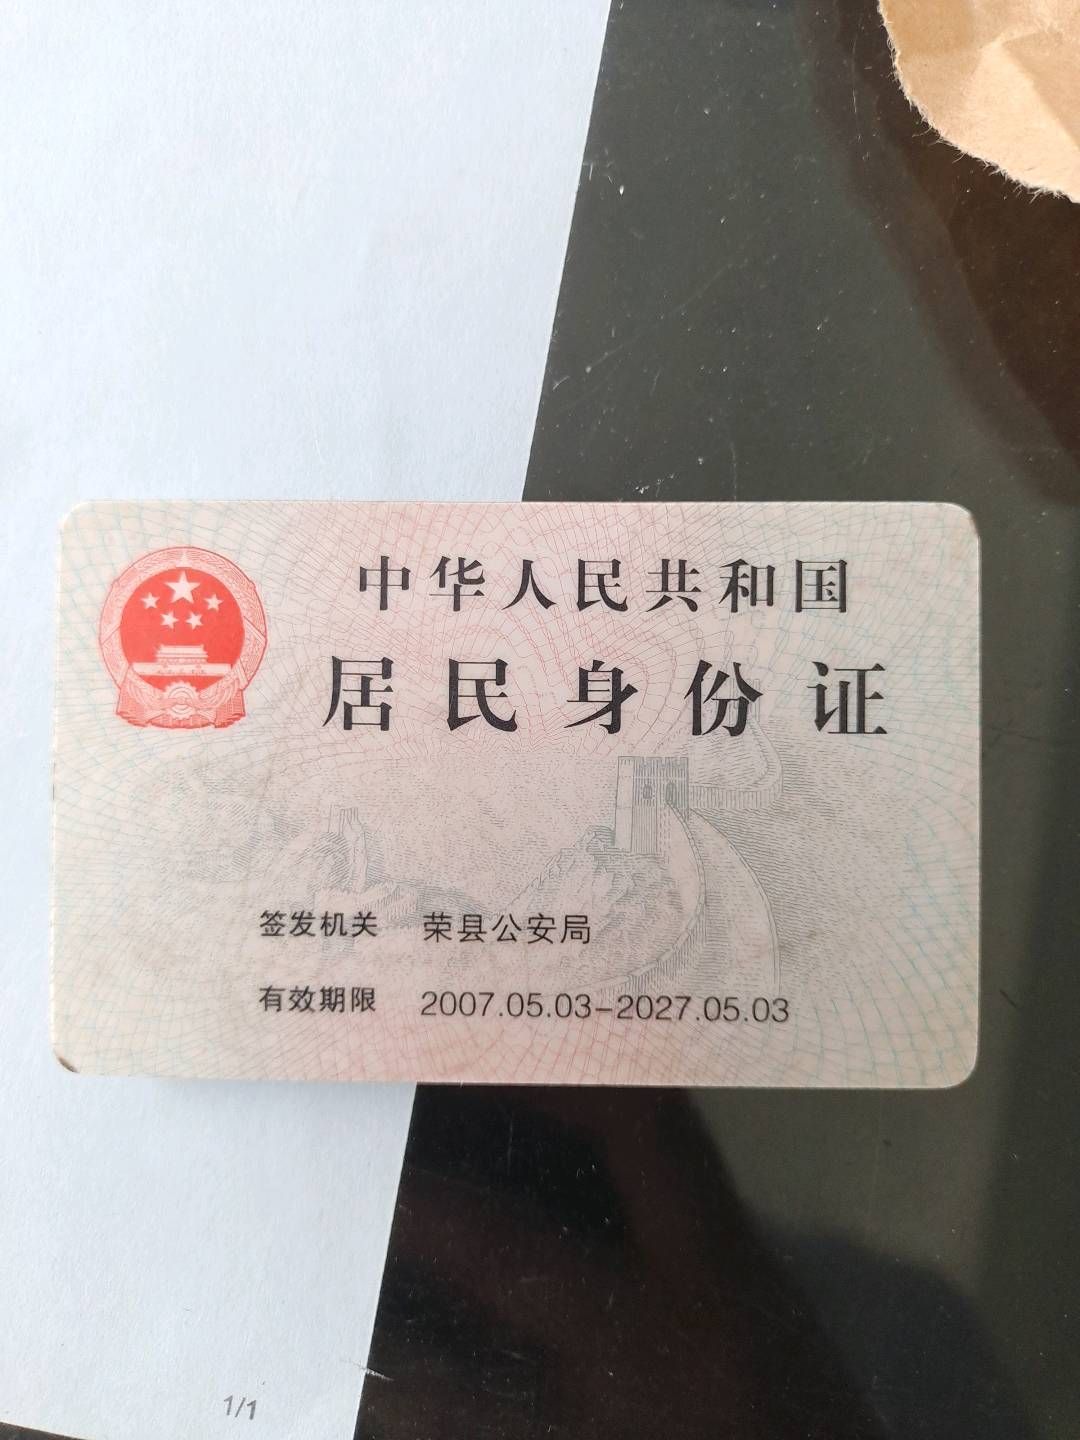 中华人民共和国
居民身份证
签发机关 荣县公安局
有效期限 2007.05.03-2027.05.03
1/1